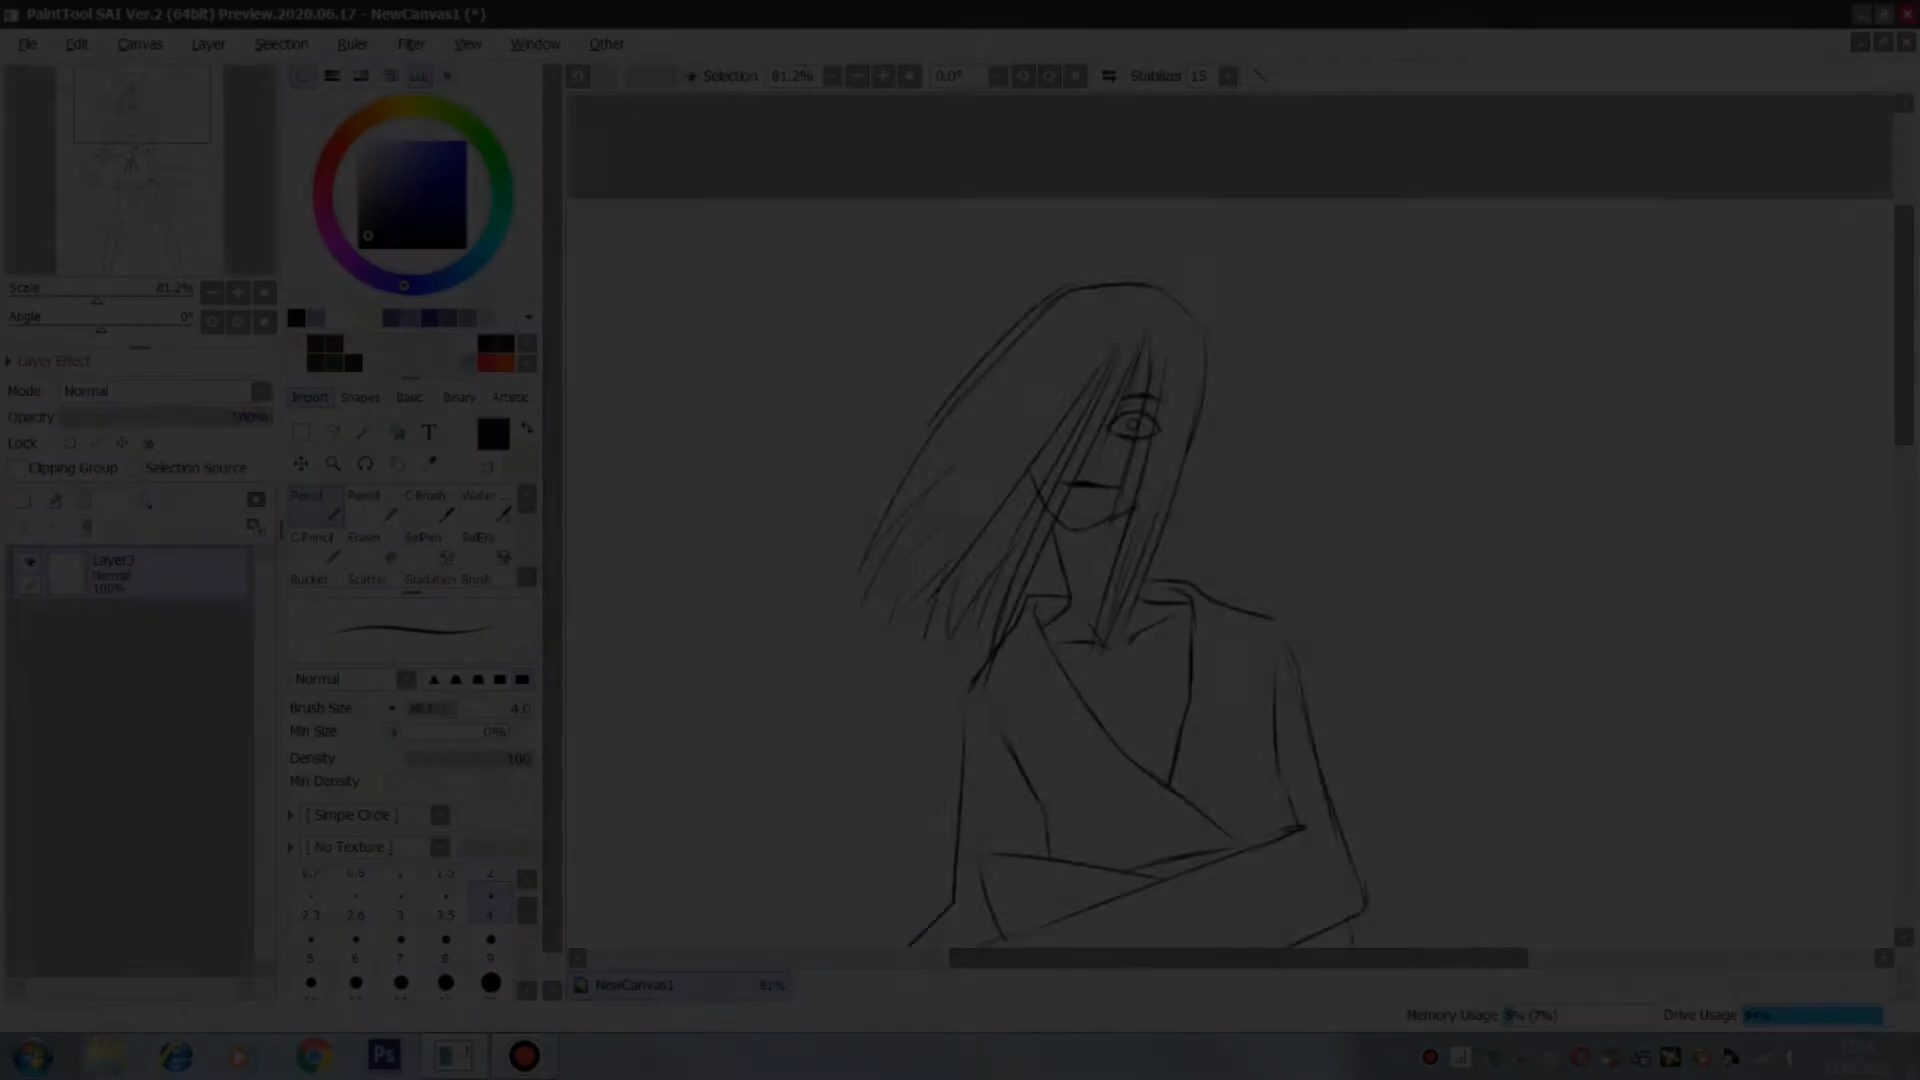 PaintTool SAI Ver.2 (64bit) Preview.2020.06.17 - NewCanvas1 (*)
File Edit Canvas Layer Selection Ruler Filter View Window Other
Selection 81.2% 0.0° Stabilizer 15
Scale 81.2%
Angle 0°
Layer Effect
Mode Normal
Opacity 100%
Lock
Clipping Group Selection Source
Layer3
Normal
100%
Import Shapes Basic Binary Artistic
T
Pencil Pencil C-Brush Water ...
C-Pencil Eraser SelPen SelErs
Bucket Scatter Gradation Brush
Normal
Brush Size 4.0
Min Size 0%
Density 100
Min Density
[ Simple Circle ]
[ No Texture ]
0.7 0.8 1 1.5 2
2.3 2.6 3 3.5 4
5 6 7 8 9
NewCanvas1 81%
Memory Usage 5% (7%) Drive Usage 94%
Ps